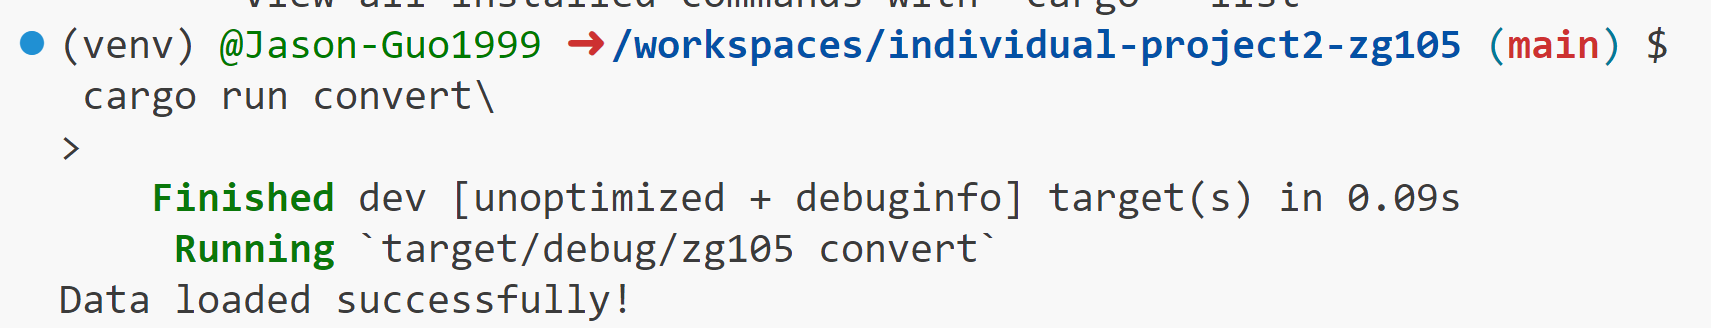 View all installed commands with `cargo --list`
(venv) @Jason-Guo1999 ➜ /workspaces/individual-project2-zg105 (main) $
cargo run convert\
>
Finished dev [unoptimized + debuginfo] target(s) in 0.09s
Running `target/debug/zg105 convert`
Data loaded successfully!